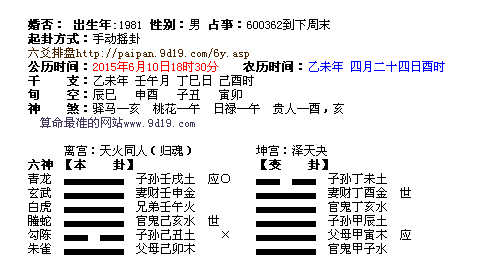 婚否： 出生年:1981 性别：男 占事：600362到下周末
起卦方式：手动摇卦
六爻排盘http://paipan.9d19.com/6y.asp
公历时间：2015年6月10日18时30分 农历时间：乙未年 四月二十四日酉时
干　支：乙未年 壬午月 丁巳日 己酉时
旬　空：辰巳 申酉 子丑 寅卯
神　煞：驿马—亥 桃花—午 日禄—午 贵人—酉，亥
算命最准的网站www.9d19.com
离宫：天火同人(归魂) 坤宫：泽天夬
六神【本　卦】 【变　卦】
青龙 子孙壬戌土 应○ 子孙丁未土
玄武 妻财壬申金 妻财丁酉金 世
白虎 兄弟壬午火 官鬼丁亥水
螣蛇 官鬼己亥水 世 子孙甲辰土
勾陈 子孙己丑土 × 父母甲寅木 应
朱雀 父母己卯木 官鬼甲子水